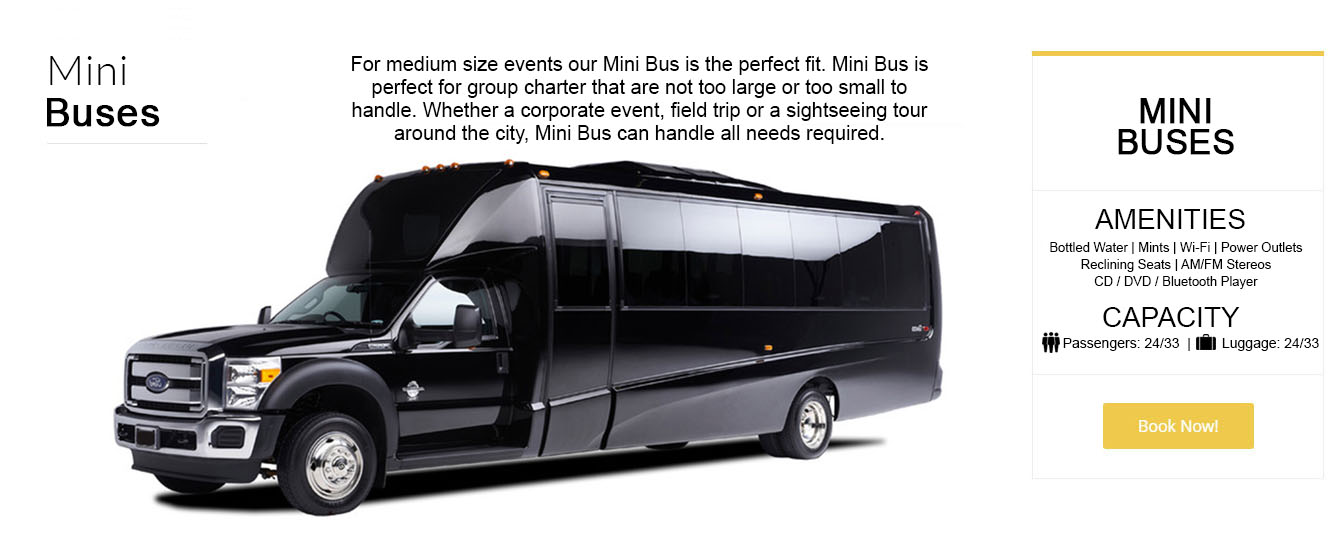 Mini
Buses
For medium size events our Mini Bus is the perfect fit. Mini Bus is
perfect for group charter that are not too large or too small to
handle. Whether a corporate event, field trip or a sightseeing tour
around the city, Mini Bus can handle all needs required.
Ford
MINI
BUSES
AMENITIES
Bottled Water | Mints | Wi-Fi | Power Outlets
Reclining Seats | AM/FM Stereos
CD / DVD / Bluetooth Player
CAPACITY
Passengers: 24/33 | Luggage: 24/33
Book Now!